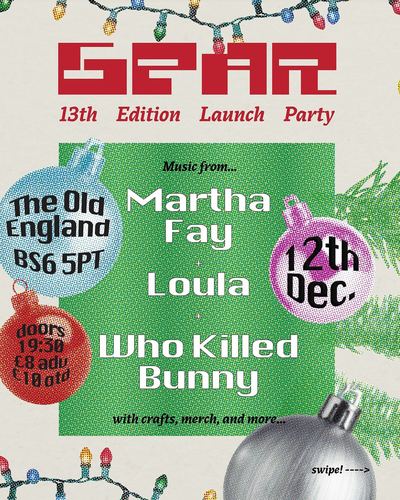 13th Edition Launch Party
Music from...
Martha
Fay
+
Loula
+
Who Killed
Bunny
with crafts, merch, and more...
The Old
England
BS6 5PT
12th
Dec.
doors
19:30
£8 adv
£10 otd
swipe! ---->